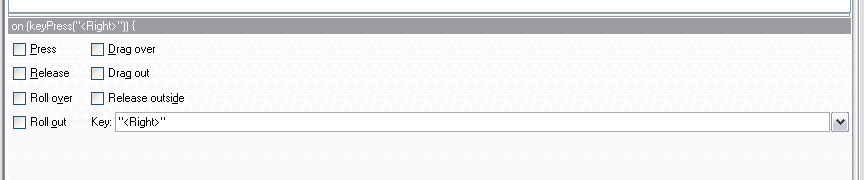 on (keyPress("<Right>")) {
Press Drag over
Release Drag out
Roll over Release outside
Roll out Key: "<Right>"